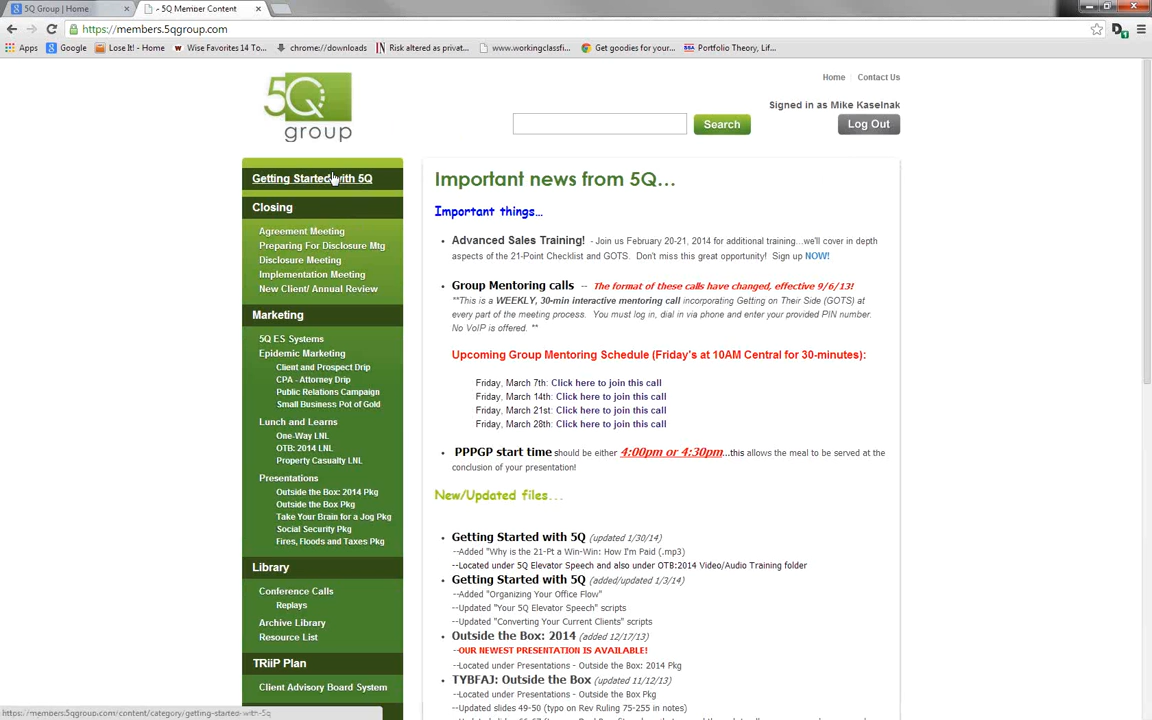 5Q Group | Home
- 5Q Member Content
https://members.5qgroup.com
Apps
Google
Lose It! - Home
Wise Favorites 14 To...
chrome://downloads
Risk altered as privat...
www.workingclassfi...
Get goodies for your...
Portfolio Theory, Lif...
5Q
group
Home
Contact Us
Signed in as Mike Kaselnak
Search
Log Out
Getting Started with 5Q
Closing
Agreement Meeting
Preparing For Disclosure Mtg
Disclosure Meeting
Implementation Meeting
New Client/ Annual Review
Marketing
5Q ES Systems
Epidemic Marketing
Client and Prospect Drip
CPA - Attorney Drip
Public Relations Campaign
Small Business Pot of Gold
Lunch and Learns
One-Way LNL
OTB: 2014 LNL
Property Casualty LNL
Presentations
Outside the Box: 2014 Pkg
Outside the Box Pkg
Take Your Brain for a Jog Pkg
Social Security Pkg
Fires, Floods and Taxes Pkg
Library
Conference Calls
Replays
Archive Library
Resource List
TRiiP Plan
Client Advisory Board System
https://members.5qgroup.com/content/category/getting-started-with-5q
Important news from 5Q...
Important things...
Advanced Sales Training! - Join us February 20-21, 2014 for additional training...we'll cover in depth
aspects of the 21-Point Checklist and GOTS. Don't miss this great opportunity! Sign up NOW!
Group Mentoring calls -- The format of these calls have changed, effective 9/6/13!
**This is a WEEKLY, 30-min interactive mentoring call incorporating Getting on Their Side (GOTS) at
every part of the meeting process. You must log in, dial in via phone and enter your provided PIN number.
No VoIP is offered. **
Upcoming Group Mentoring Schedule (Friday's at 10AM Central for 30-minutes):
Friday, March 7th: Click here to join this call
Friday, March 14th: Click here to join this call
Friday, March 21st: Click here to join this call
Friday, March 28th: Click here to join this call
PPPGP start time should be either 4:00pm or 4:30pm...this allows the meal to be served at the
conclusion of your presentation!
New/Updated files...
Getting Started with 5Q (updated 1/30/14)
--Added "Why is the 21-Pt a Win-Win: How I'm Paid (.mp3)
--Located under 5Q Elevator Speech and also under OTB:2014 Video/Audio Training folder
Getting Started with 5Q (added/updated 1/3/14)
--Added "Organizing Your Office Flow"
--Updated "Your 5Q Elevator Speech" scripts
--Updated "Converting Your Current Clients" scripts
Outside the Box: 2014 (added 12/17/13)
--OUR NEWEST PRESENTATION IS AVAILABLE!
--Located under Presentations - Outside the Box: 2014 Pkg
TYBFAJ: Outside the Box (updated 11/12/13)
--Located under Presentations - Outside the Box Pkg
--Updated slides 49-50 (typo on Rev Ruling 75-255 in notes)